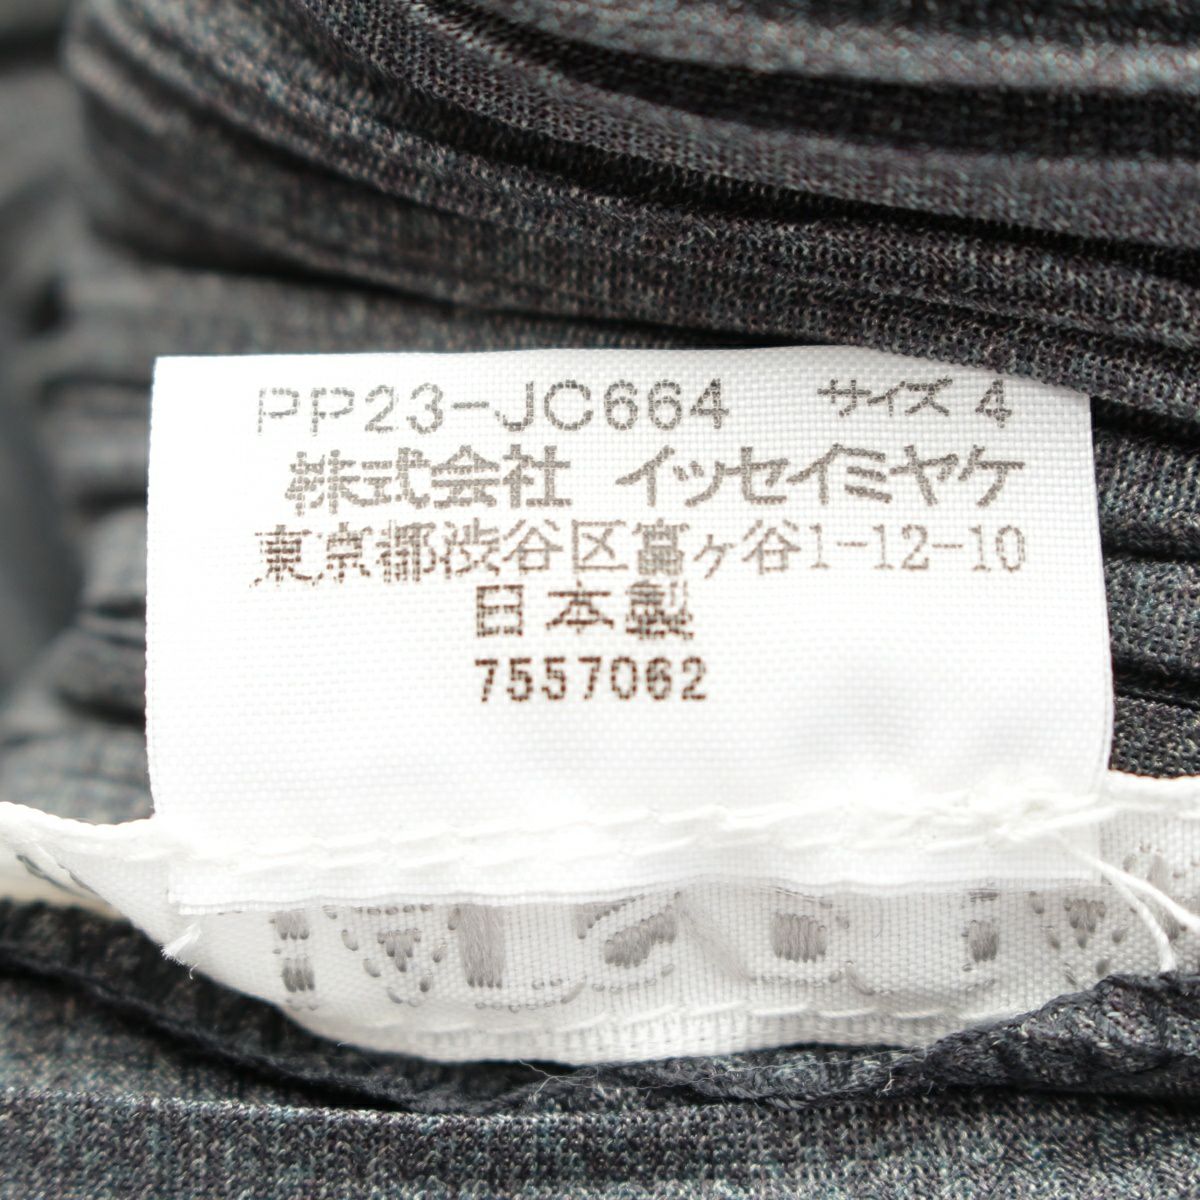 PP23-JC664 サイズ 4
株式会社 イッセイミヤケ
東京都渋谷区富ヶ谷1-12-10
日本製
7557062